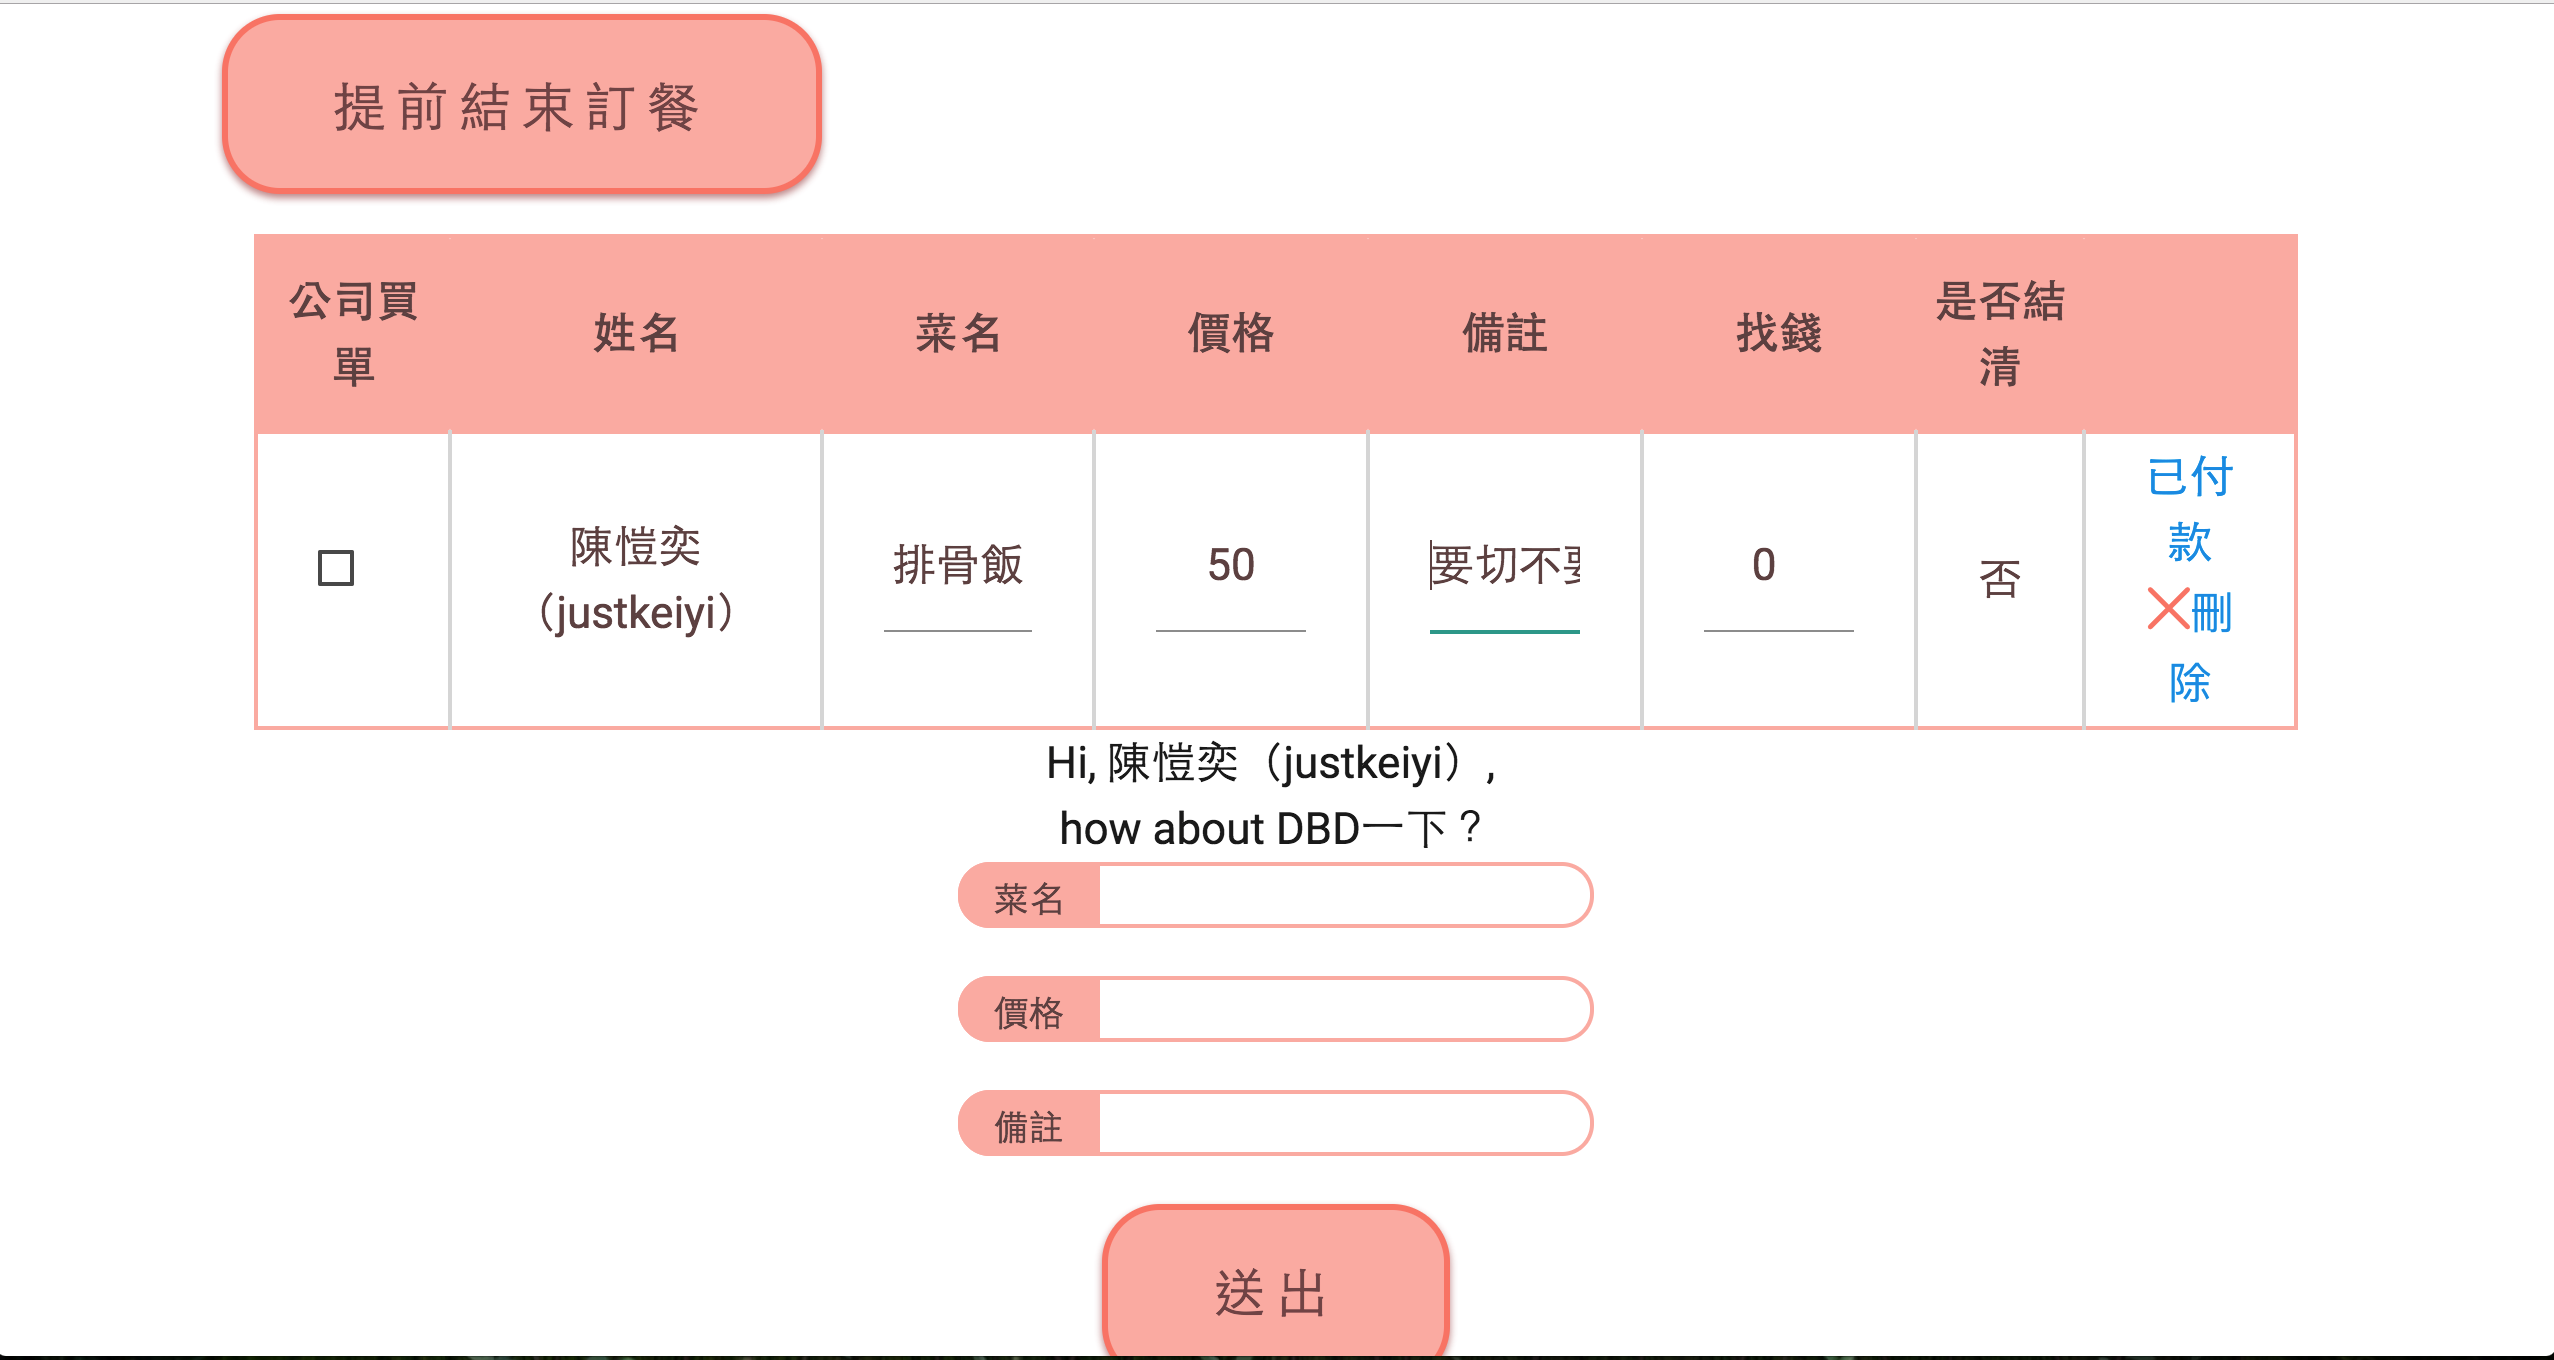 提前結束訂餐
公司買
單
姓名
菜名
價格
備註
找錢
是否結
清
陳愷奕
（justkeiyi）
排骨飯
50
要切不
0
否
已付
款
刪
除
Hi, 陳愷奕（justkeiyi）,
how about DBD一下？
菜名
價格
備註
送出